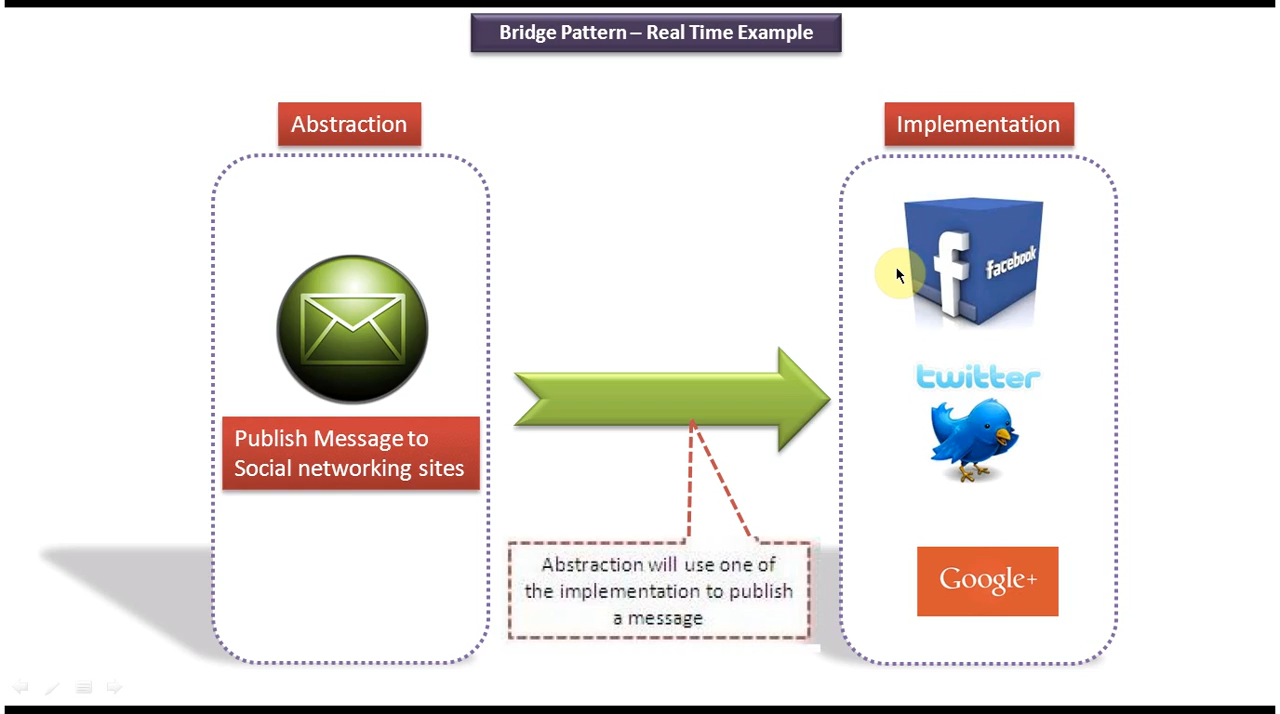 Bridge Pattern – Real Time Example
Abstraction
Publish Message to
Social networking sites
Abstraction will use one of
the implementation to publish
a message
Implementation
f
facebook
twitter
Google+